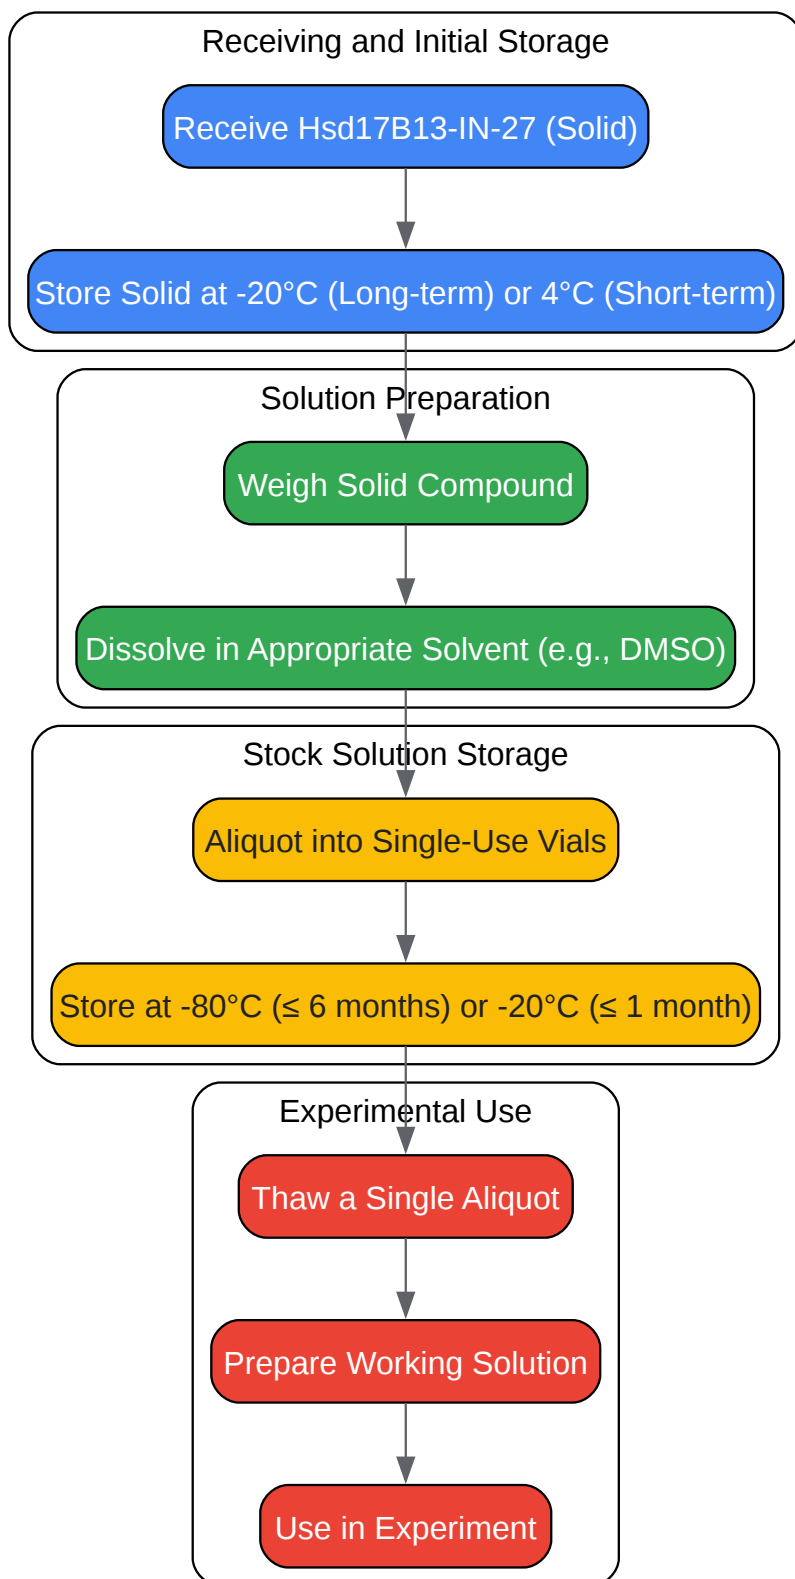 Receiving and Initial Storage
Receive Hsd17B13-IN-27 (Solid)
Store Solid at -20°C (Long-term) or 4°C (Short-term)
Solution Preparation
Weigh Solid Compound
Dissolve in Appropriate Solvent (e.g., DMSO)
Stock Solution Storage
Aliquot into Single-Use Vials
Store at -80°C (≤ 6 months) or -20°C (≤ 1 month)
Experimental Use
Thaw a Single Aliquot
Prepare Working Solution
Use in Experiment